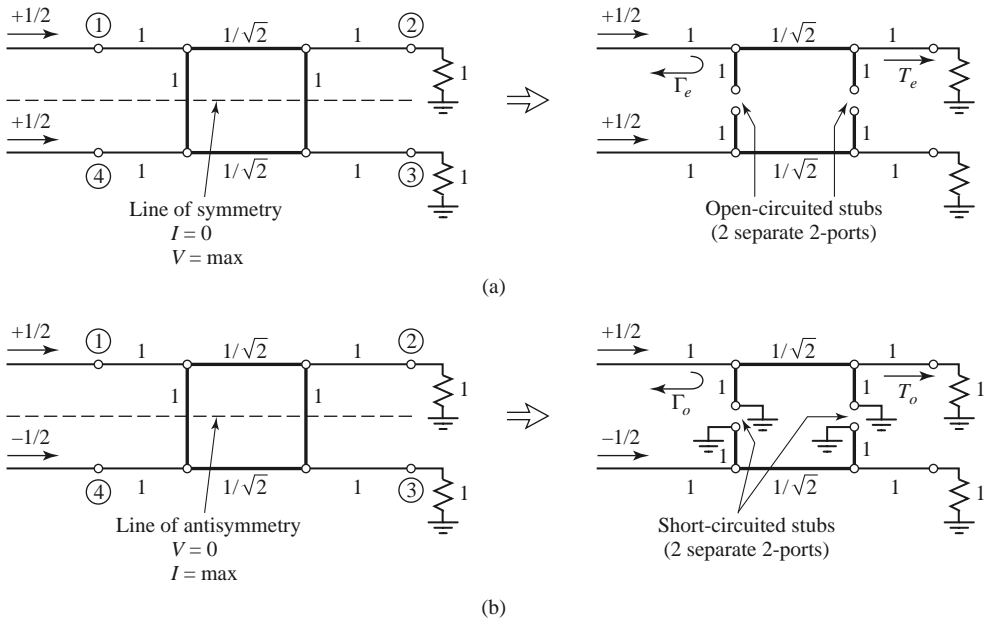 +1/2 ① 1 1/√2 1 ②
1 1 1
+1/2
④ 1 1/√2 1 ③
1
Line of symmetry
I = 0
V = max
+1/2 1 1/√2 1
Γe 1 1 Te 1
+1/2 1 1
1 1/√2 1
1
Open-circuited stubs
(2 separate 2-ports)
(a)
+1/2 ① 1 1/√2 1 ②
1 1 1
–1/2
④ 1 1/√2 1 ③
1
Line of antisymmetry
V = 0
I = max
+1/2 1 1/√2 1
Γo 1 1 To 1
–1/2 1 1
1 1/√2 1
1
Short-circuited stubs
(2 separate 2-ports)
(b)